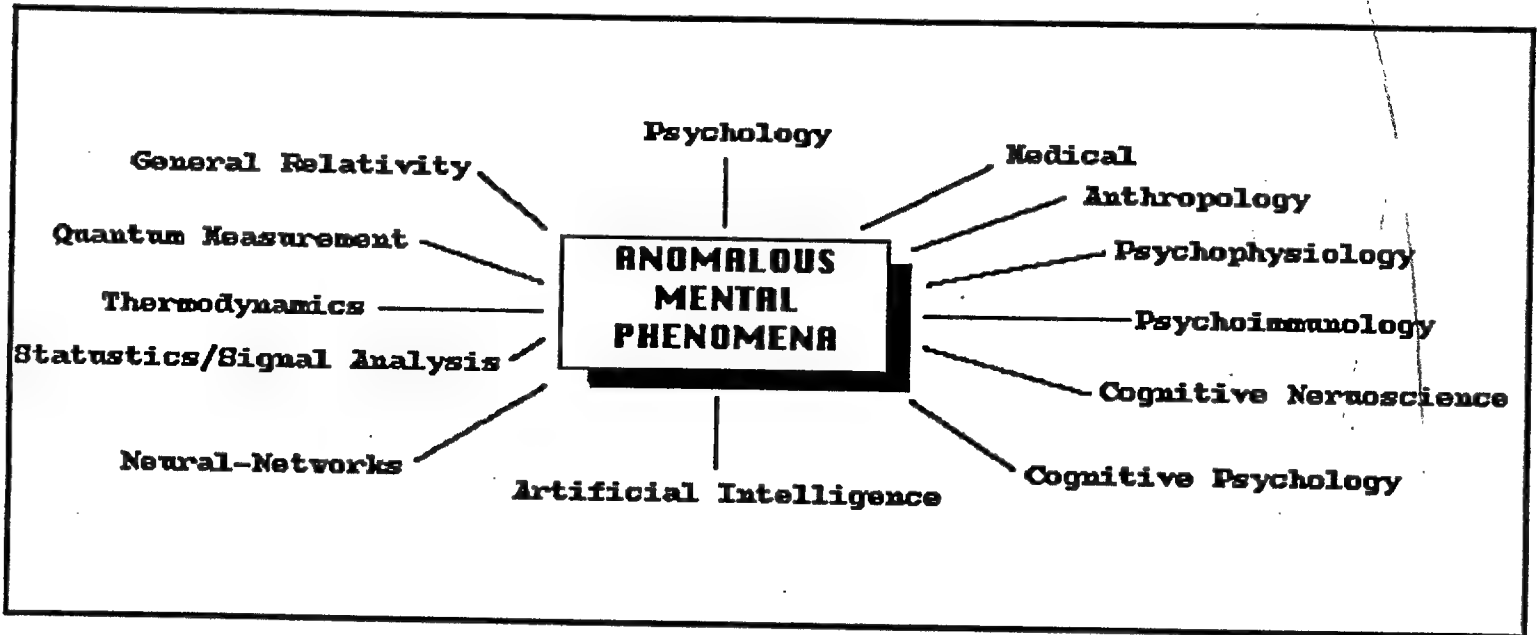 Psychology
General Relativity
Medical
Anthropology
Quantum Measurement
Psychophysiology
ANOMALOUS
MENTAL
PHENOMENA
Thermodynamics
Psychoimmunology
Statustics/Signal Analysis
Cognitive Neruoscience
Neural-Networks
Cognitive Psychology
Artificial Intelligence